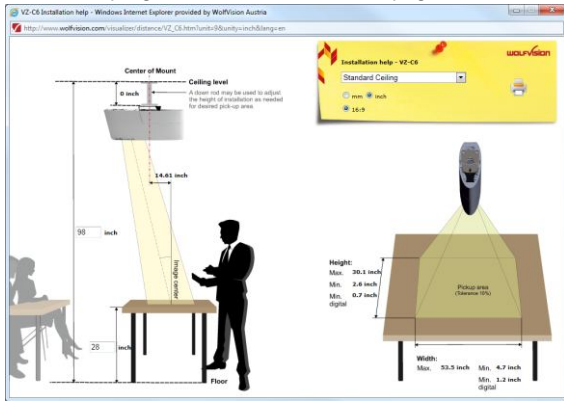 VZ-C6 Installation help - Windows Internet Explorer provided by WolfVision Austria
http://www.wolfvision.com/visualizer/distance/VZ_C6.htm?unit=9&sunity=inch&lang=en
Center of Mount
Ceiling level
0 inch
A down rod may be used to adjust
the height of installation as needed
for desired pick-up area.
14.61 inch
98 inch
Image center
28 inch
Floor
Installation help - VZ-C6
WOLFVISION
Standard Ceiling
mm inch
16:9
Height:
Max. 30.1 inch
Min. 2.6 inch
Min. 0.7 inch
digital
Pickup area
(Tolerance 10%)
Width:
Max. 53.5 inch Min. 4.7 inch
Min. 1.2 inch
digital